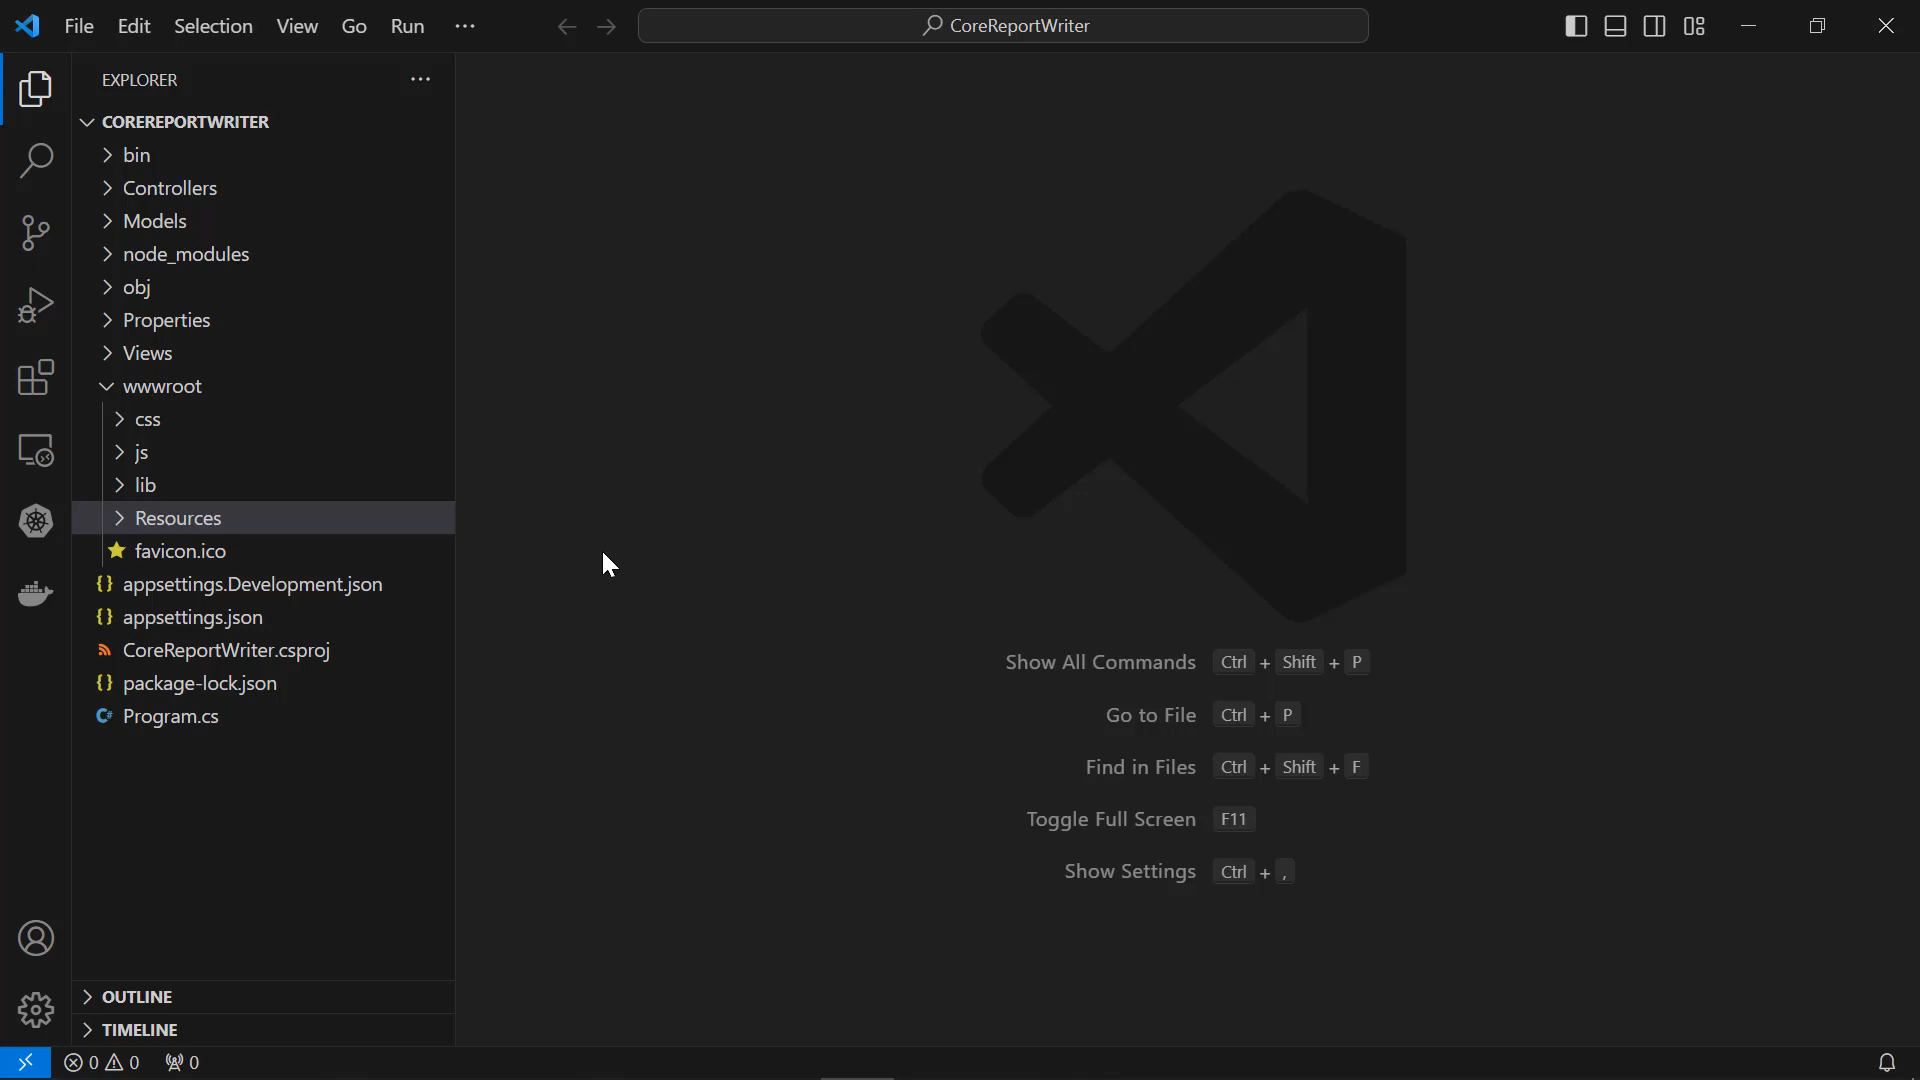 File Edit Selection View Go Run ···
CoreReportWriter
EXPLORER ···
COREREPORTWRITER
bin
Controllers
Models
node_modules
obj
Properties
Views
wwwroot
css
js
lib
Resources
favicon.ico
{} appsettings.Development.json
{} appsettings.json
CoreReportWriter.csproj
{} package-lock.json
C# Program.cs
Show All Commands Ctrl + Shift + P
Go to File Ctrl + P
Find in Files Ctrl + Shift + F
Toggle Full Screen F11
Show Settings Ctrl + ,
OUTLINE
TIMELINE
0 0 0